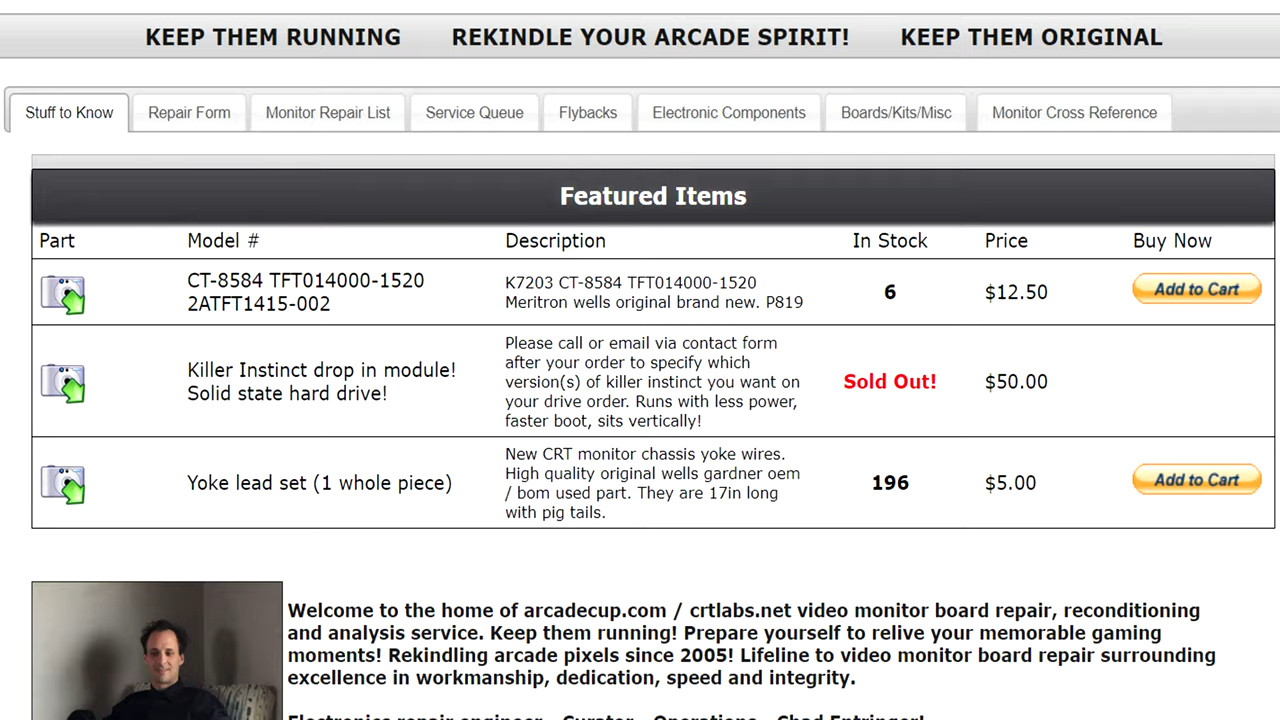 KEEP THEM RUNNING REKINDLE YOUR ARCADE SPIRIT! KEEP THEM ORIGINAL
Stuff to Know Repair Form Monitor Repair List Service Queue Flybacks Electronic Components Boards/Kits/Misc Monitor Cross Reference
Featured Items
Part Model # Description In Stock Price Buy Now
CT-8584 TFT014000-1520
2ATFT1415-002
K7203 CT-8584 TFT014000-1520
Meritron wells original brand new. P819
6 $12.50 Add to Cart
Killer Instinct drop in module!
Solid state hard drive!
Please call or email via contact form
after your order to specify which
version(s) of killer instinct you want on
your drive order. Runs with less power,
faster boot, sits vertically!
Sold Out! $50.00
Yoke lead set (1 whole piece)
New CRT monitor chassis yoke wires.
High quality original wells gardner oem
/ bom used part. They are 17in long
with pig tails.
196 $5.00 Add to Cart
Welcome to the home of arcadecup.com / crtlabs.net video monitor board repair, reconditioning
and analysis service. Keep them running! Prepare yourself to relive your memorable gaming
moments! Rekindling arcade pixels since 2005! Lifeline to video monitor board repair surrounding
excellence in workmanship, dedication, speed and integrity.
Electronics repair engineer - Curator - Operations - Chad Entringer!